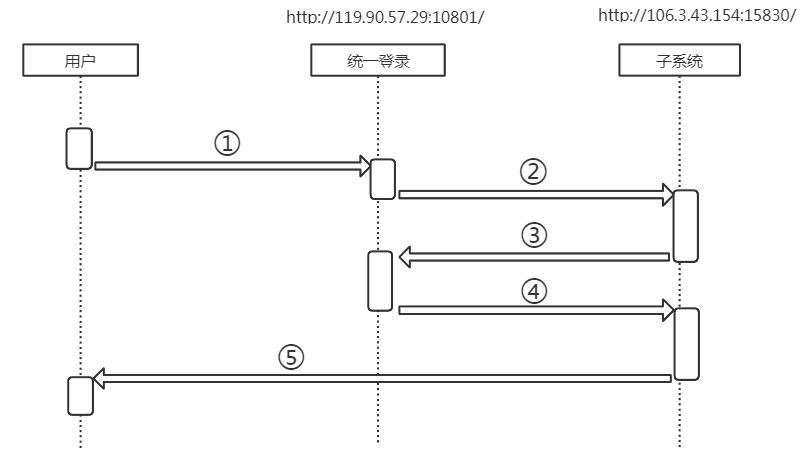 http://119.90.57.29:10801/
http://106.3.43.154:15830/
用户
统一登录
子系统
①
②
③
④
⑤